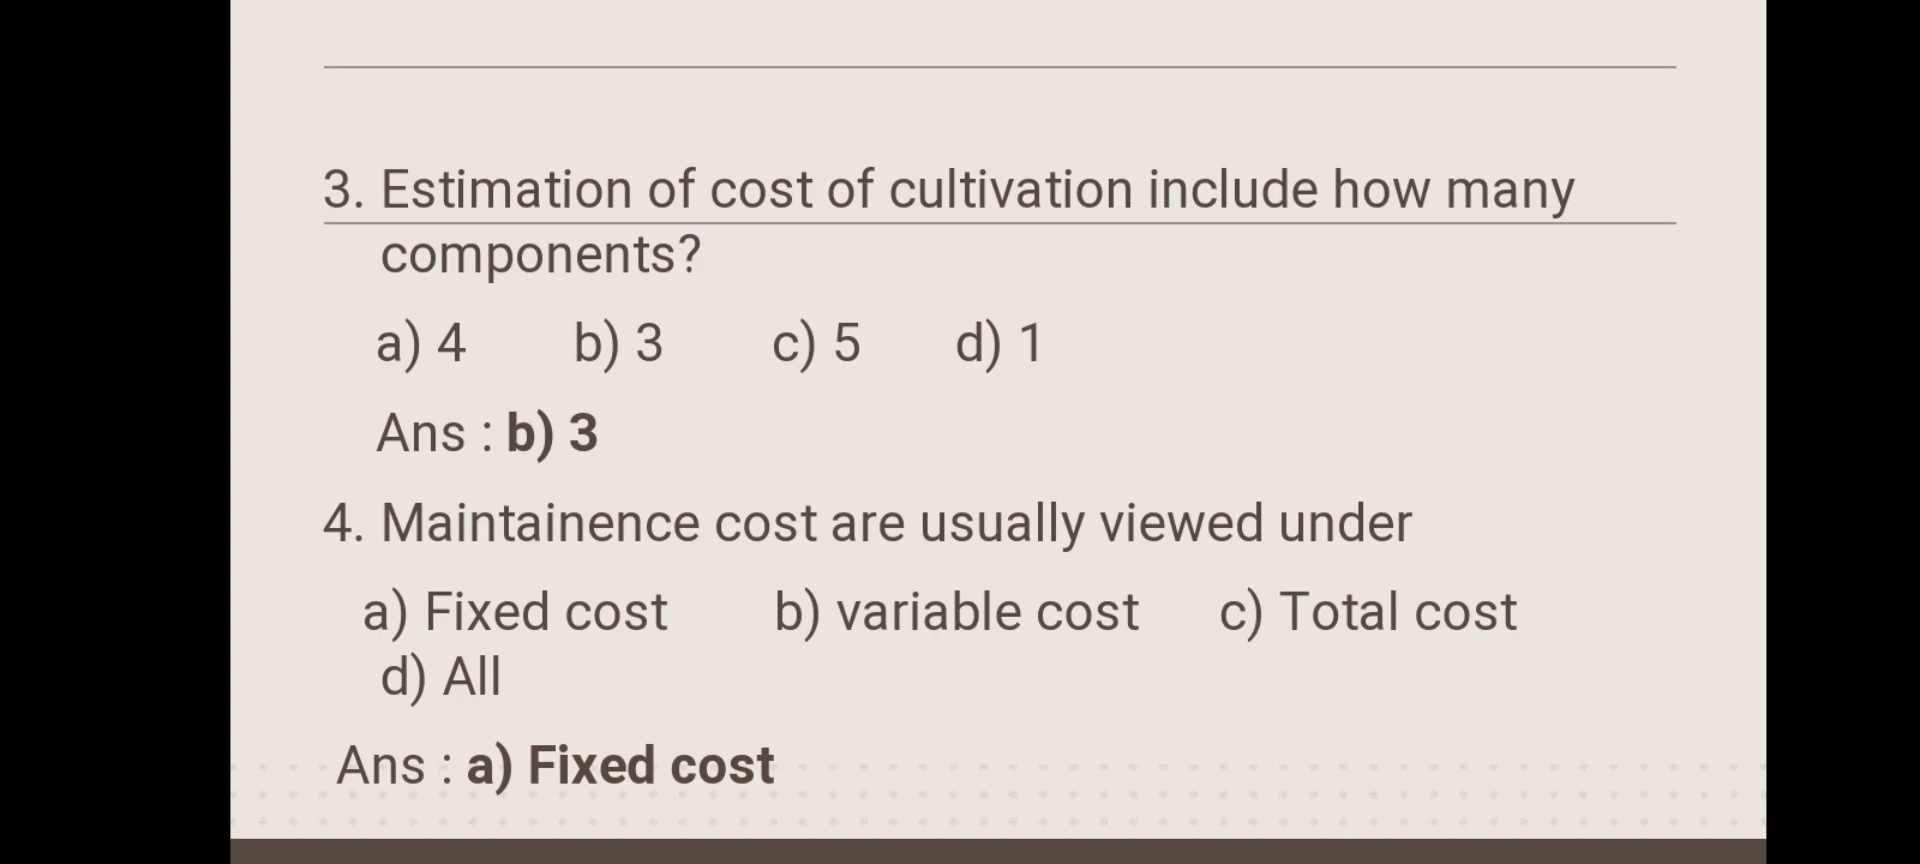 3. Estimation of cost of cultivation include how many
components?
a) 4 b) 3 c) 5 d) 1
Ans : b) 3
4. Maintainence cost are usually viewed under
a) Fixed cost b) variable cost c) Total cost
d) All
Ans : a) Fixed cost